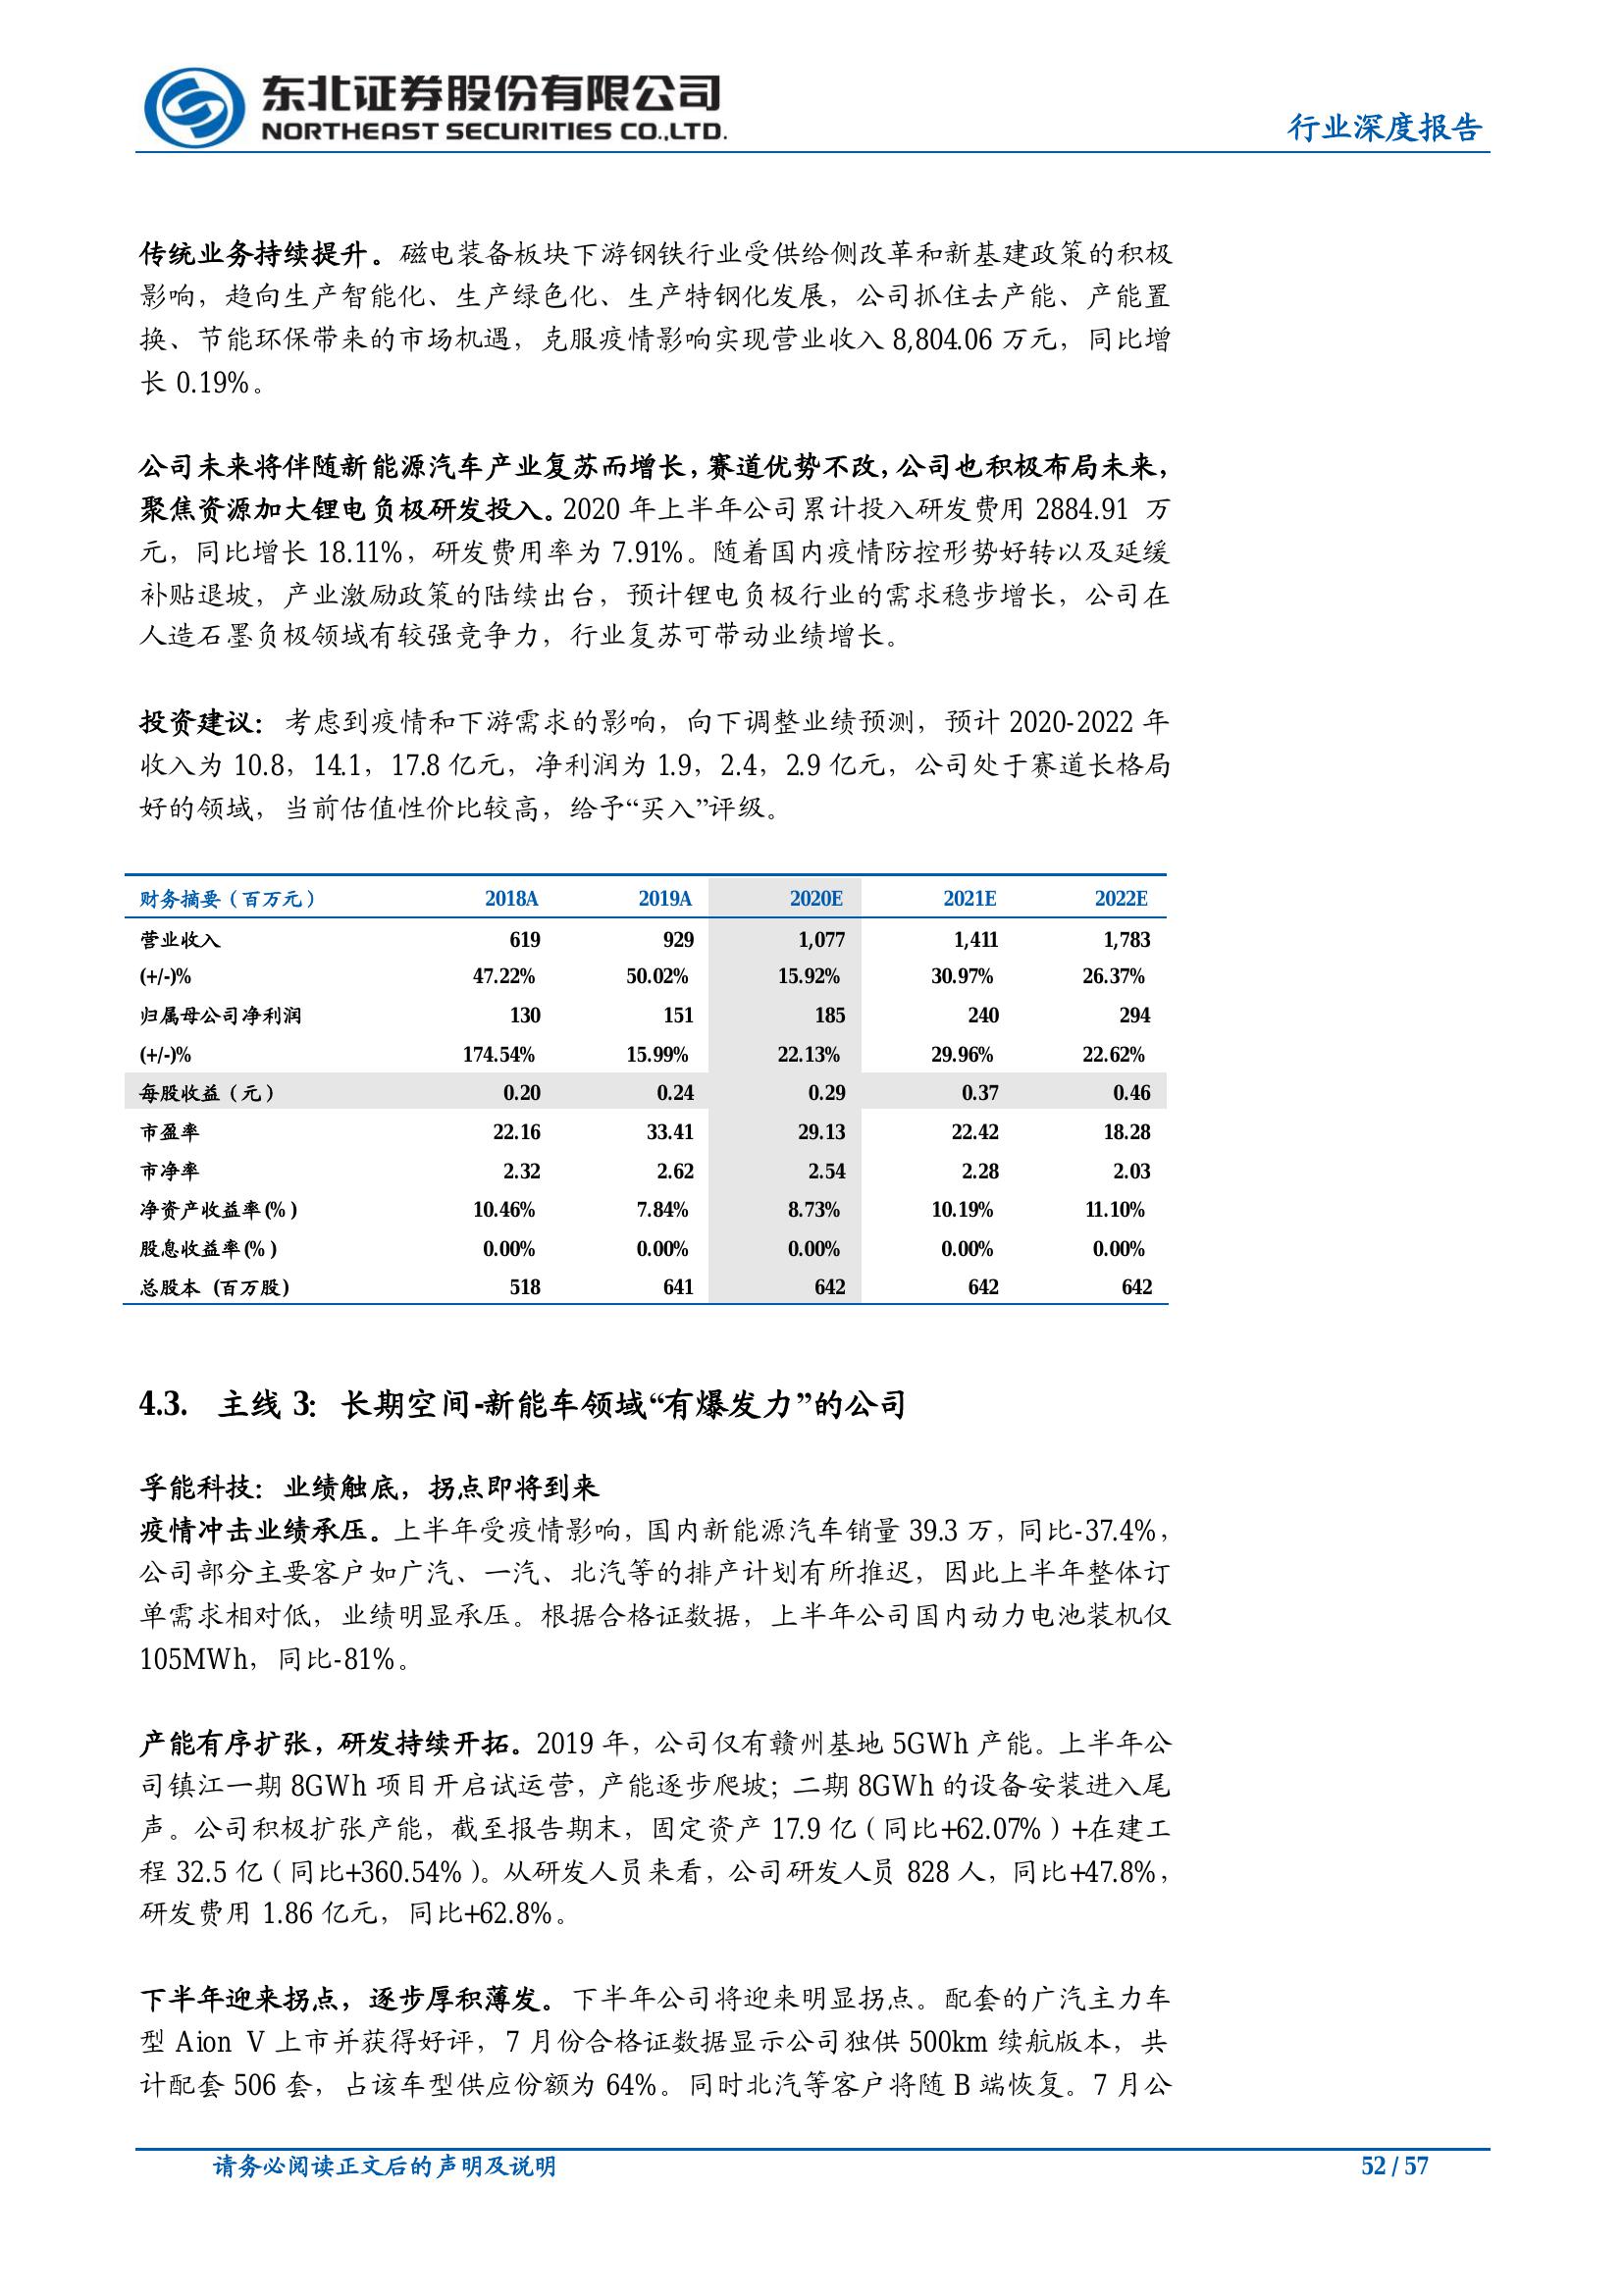 东北证券股份有限公司
NORTHEAST SECURITIES CO.,LTD.
行业深度报告
传统业务持续提升。磁电装备板块下游钢铁行业受供给侧改革和新基建政策的积极
影响，趋向生产智能化、生产绿色化、生产特钢化发展，公司抓住去产能、产能置
换、节能环保带来的市场机遇，克服疫情影响实现营业收入 8,804.06 万元，同比增
长 0.19%。
公司未来将伴随新能源汽车产业复苏而增长，赛道优势不改，公司也积极布局未来，
聚焦资源加大锂电负极研发投入。2020 年上半年公司累计投入研发费用 2884.91 万
元，同比增长 18.11%，研发费用率为 7.91%。随着国内疫情防控形势好转以及延缓
补贴退坡，产业激励政策的陆续出台，预计锂电负极行业的需求稳步增长，公司在
人造石墨负极领域有较强竞争力，行业复苏可带动业绩增长。
投资建议：考虑到疫情和下游需求的影响，向下调整业绩预测，预计 2020-2022 年
收入为 10.8，14.1，17.8 亿元，净利润为 1.9，2.4，2.9 亿元，公司处于赛道长格局
好的领域，当前估值性价比较高，给予“买入”评级。
财务摘要（百万元） 2018A 2019A 2020E 2021E 2022E
营业收入 619 929 1,077 1,411 1,783
(+/-)% 47.22% 50.02% 15.92% 30.97% 26.37%
归属母公司净利润 130 151 185 240 294
(+/-)% 174.54% 15.99% 22.13% 29.96% 22.62%
每股收益（元） 0.20 0.24 0.29 0.37 0.46
市盈率 22.16 33.41 29.13 22.42 18.28
市净率 2.32 2.62 2.54 2.28 2.03
净资产收益率(%) 10.46% 7.84% 8.73% 10.19% 11.10%
股息收益率(%) 0.00% 0.00% 0.00% 0.00% 0.00%
总股本 (百万股) 518 641 642 642 642
4.3. 主线 3：长期空间-新能车领域“有爆发力”的公司
孚能科技：业绩触底，拐点即将到来
疫情冲击业绩承压。上半年受疫情影响，国内新能源汽车销量 39.3 万，同比-37.4%，
公司部分主要客户如广汽、一汽、北汽等的排产计划有所推迟，因此上半年整体订
单需求相对低，业绩明显承压。根据合格证数据，上半年公司国内动力电池装机仅
105MWh，同比-81%。
产能有序扩张，研发持续开拓。2019 年，公司仅有赣州基地 5GWh 产能。上半年公
司镇江一期 8GWh 项目开启试运营，产能逐步爬坡；二期 8GWh 的设备安装进入尾
声。公司积极扩张产能，截至报告期末，固定资产 17.9 亿（同比+62.07%）+在建工
程 32.5 亿（同比+360.54%）。从研发人员来看，公司研发人员 828 人，同比+47.8%，
研发费用 1.86 亿元，同比+62.8%。
下半年迎来拐点，逐步厚积薄发。下半年公司将迎来明显拐点。配套的广汽主力车
型 Aion V 上市并获得好评，7 月份合格证数据显示公司独供 500km 续航版本，共
计配套 506 套，占该车型供应份额为 64%。同时北汽等客户将随 B 端恢复。7 月公
请务必阅读正文后的声明及说明
52 / 57